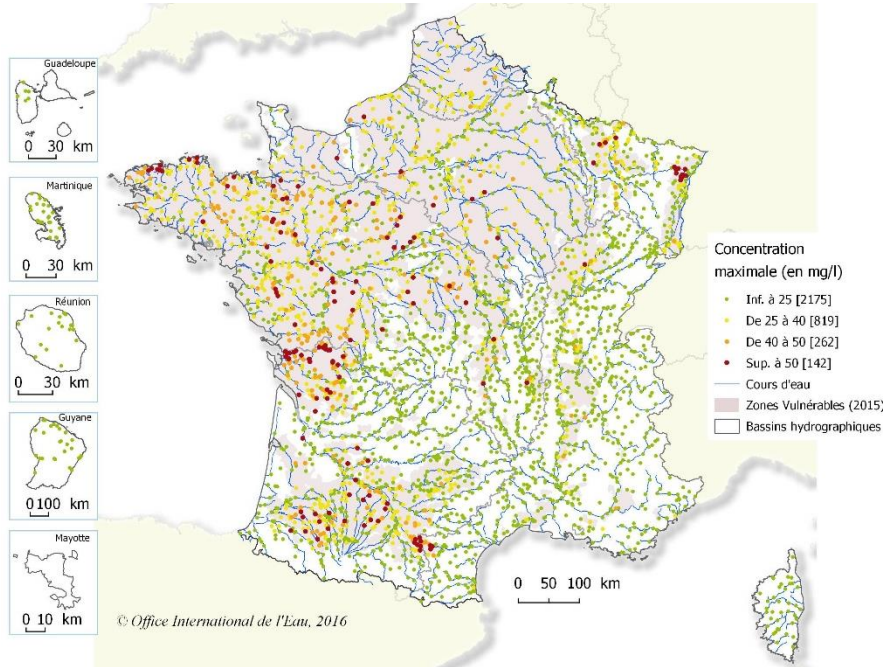 Guadeloupe
0 30 km
Martinique
0 30 km
Réunion
0 30 km
Guyane
0 100 km
Mayotte
0 10 km
Concentration
maximale (en mg/l)
Inf. à 25 [2175]
De 25 à 40 [819]
De 40 à 50 [262]
Sup. à 50 [142]
Cours d'eau
Zones Vulnérables (2015)
Bassins hydrographiques
0 50 100 km
© Office International de l'Eau, 2016